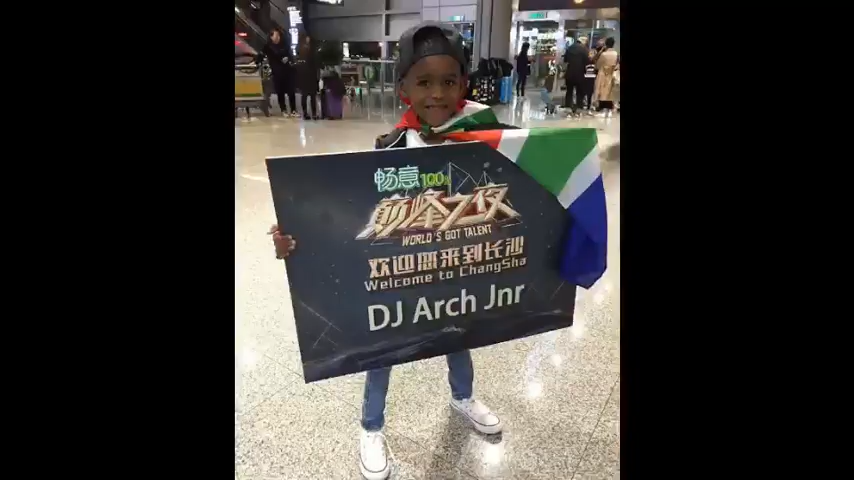 畅意100%
巅峰之夜
WORLD'S GOT TALENT
欢迎您来到长沙
Welcome to ChangSha
DJ Arch Jnr